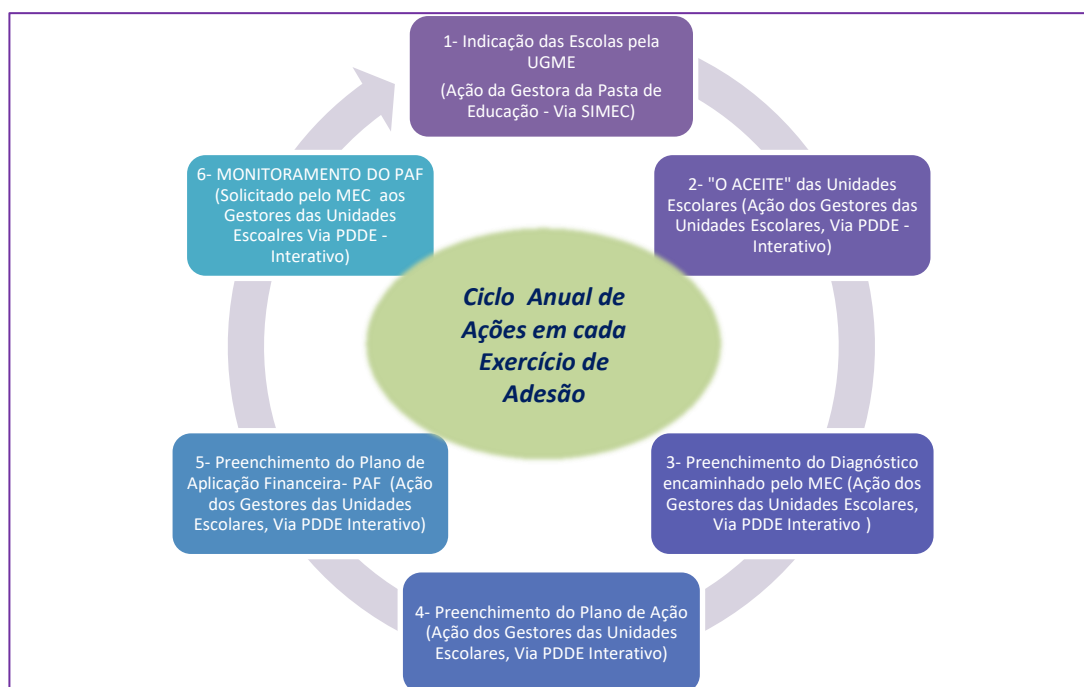 1- Indicação das Escolas pela
UGME
(Ação da Gestora da Pasta de
Educação - Via SIMEC)
2- "O ACEITE" das Unidades
Escolares (Ação dos Gestores das
Unidades Escolares, Via PDDE -
Interativo)
3- Preenchimento do Diagnóstico
encaminhado pelo MEC (Ação dos
Gestores das Unidades Escolares,
Via PDDE Interativo )
4- Preenchimento do Plano de Ação
(Ação dos Gestores das Unidades
Escolares, Via PDDE Interativo)
5- Preenchimento do Plano de
Aplicação Financeira- PAF (Ação
dos Gestores das Unidades
Escolares, Via PDDE Interativo)
6- MONITORAMENTO DO PAF
(Solicitado pelo MEC aos
Gestores das Unidades
Escoalres Via PDDE -
Interativo)
Ciclo Anual de
Ações em cada
Exercício de
Adesão